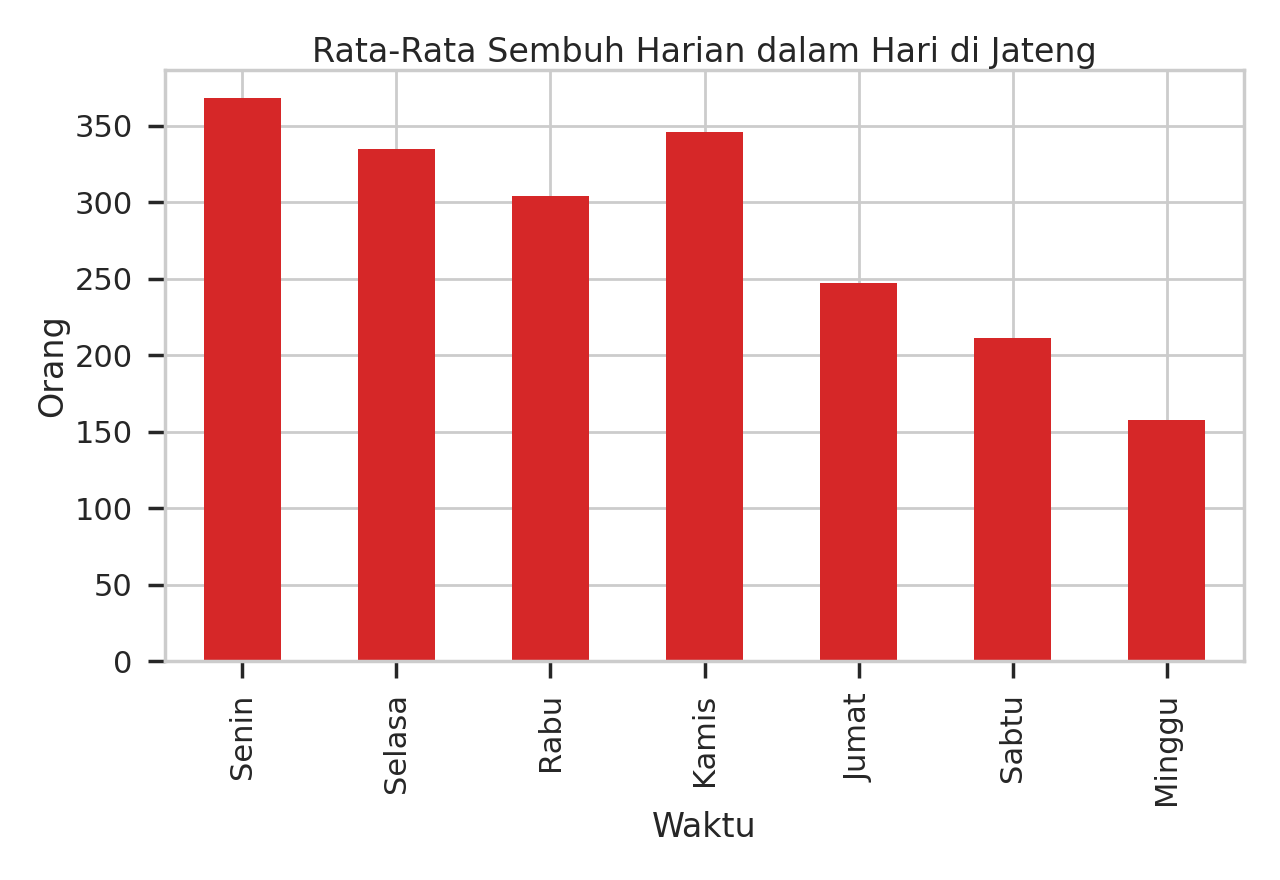 Rata-Rata Sembuh Harian dalam Hari di Jateng
Orang
350
300
250
200
150
100
50
0
Senin
Selasa
Rabu
Kamis
Jumat
Sabtu
Minggu
Waktu